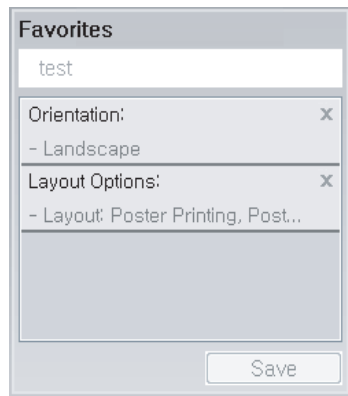 Favorites
test
Orientation: x
- Landscape
Layout Options: x
- Layout: Poster Printing, Post...
Save